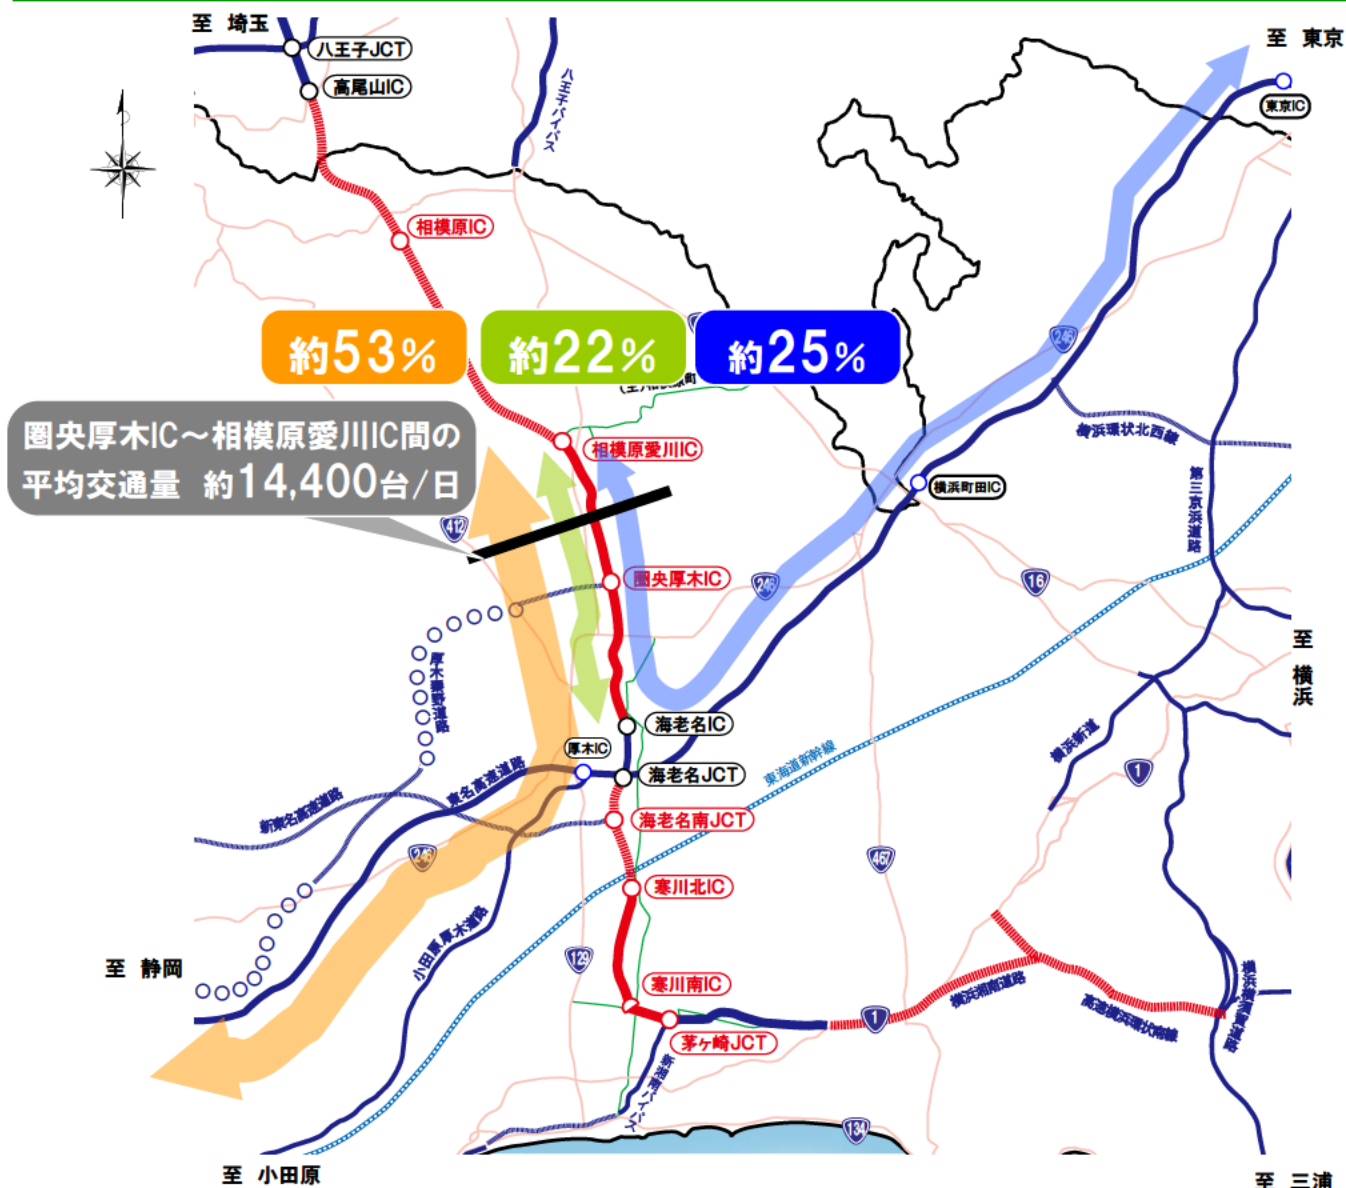 至 埼玉
八王子JCT
高尾山IC
八王子バイパス
至 東京
東京IC
相模原IC
約53%
約22%
約25%
246
圏央厚木IC～相模原愛川IC間の
平均交通量 約14,400台/日
相模原愛川IC
横浜環状北西線
横浜町田IC
第三京浜道路
412
圏央厚木IC
246
16
厚木秦野道路
至 横浜
海老名IC
厚木IC
海老名JCT
東海道新幹線
横浜新道
1
東名高速道路
新東名高速道路
海老名南JCT
246
467
寒川北IC
小田原厚木道路
129
至 静岡
寒川南IC
横浜湘南道路
1
高速横浜環状南線
横浜横須賀道路
茅ヶ崎JCT
新湘南バイパス
134
至 小田原
至 三浦